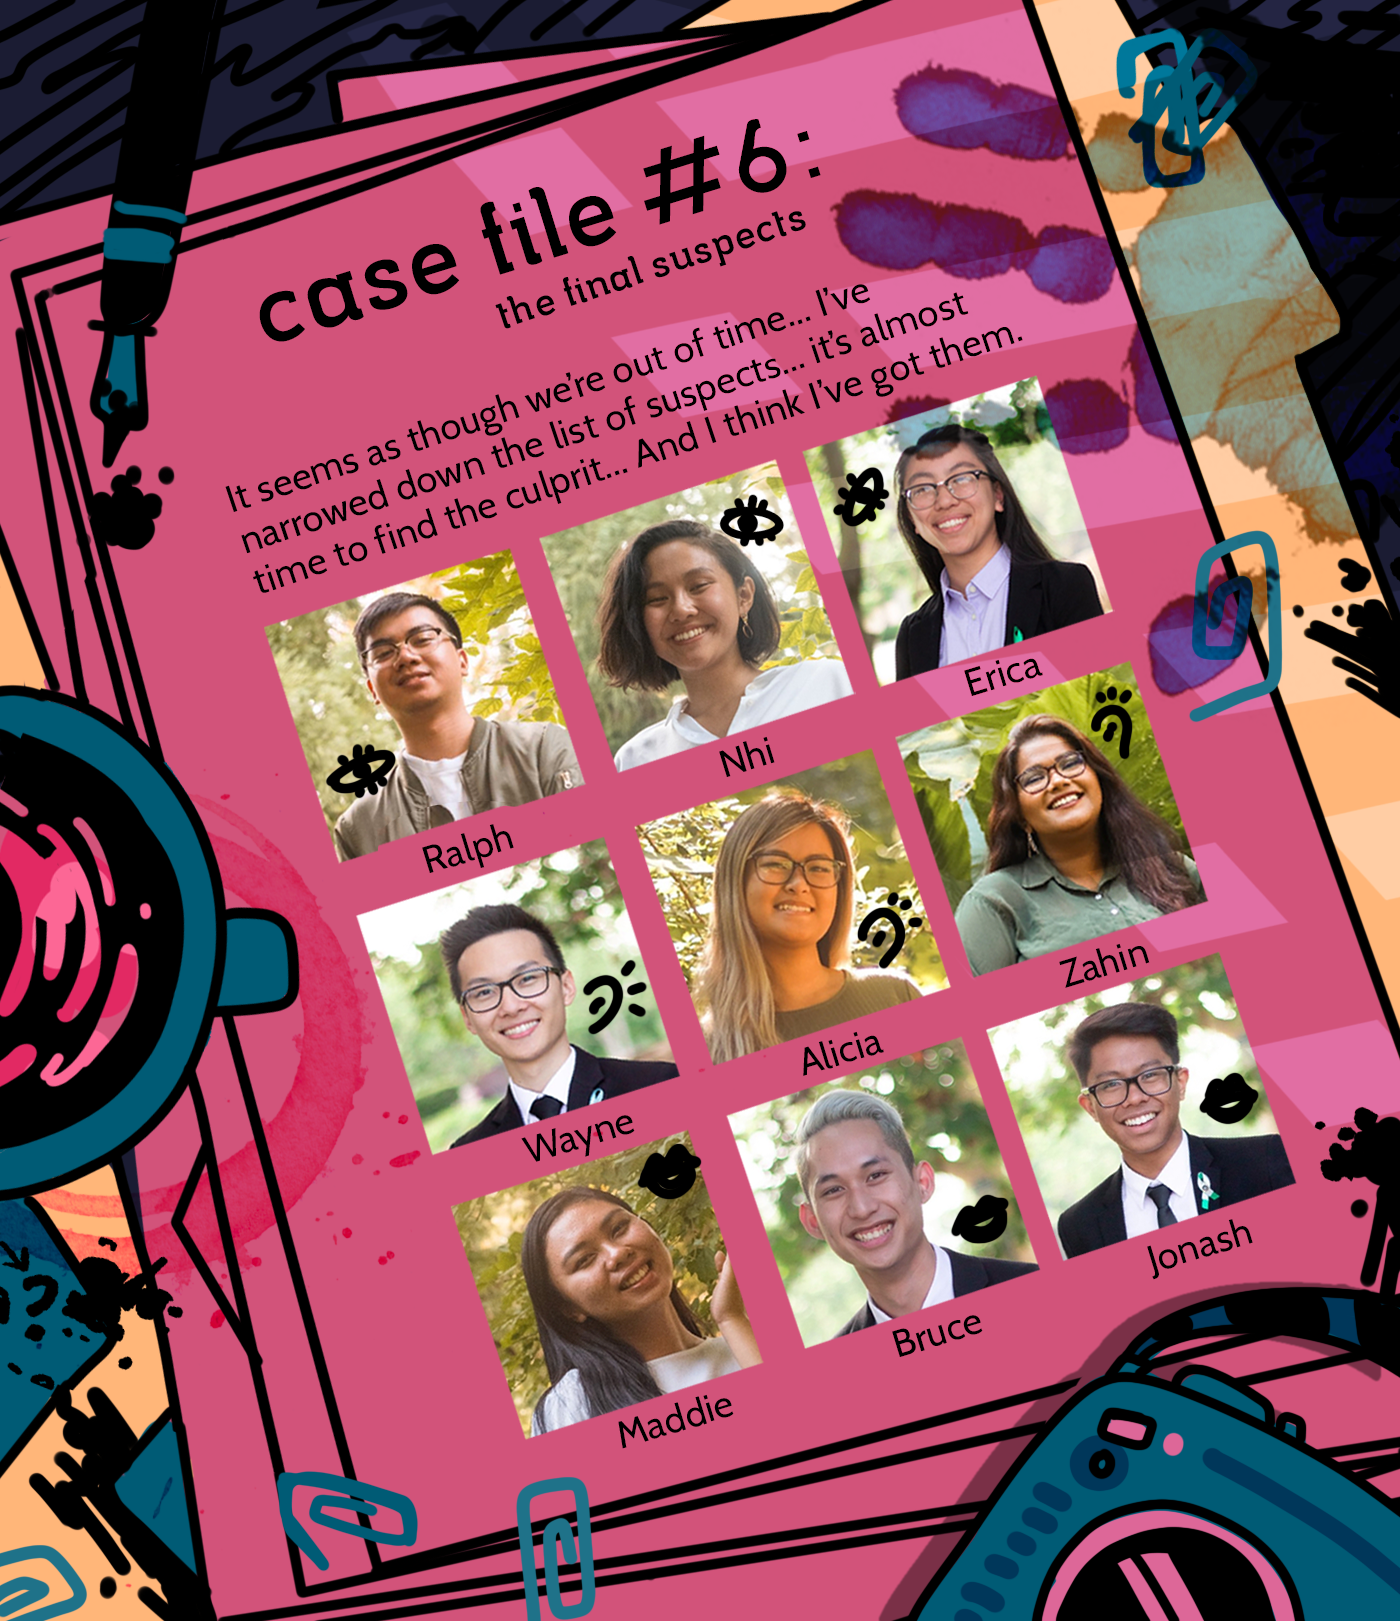 case file #6:
the final suspects
It seems as though we're out of time... I've
narrowed down the list of suspects... it's almost
time to find the culprit... And I think I've got them.
Erica
Nhi
Ralph
Zahin
Alicia
Wayne
Jonash
Bruce
Maddie